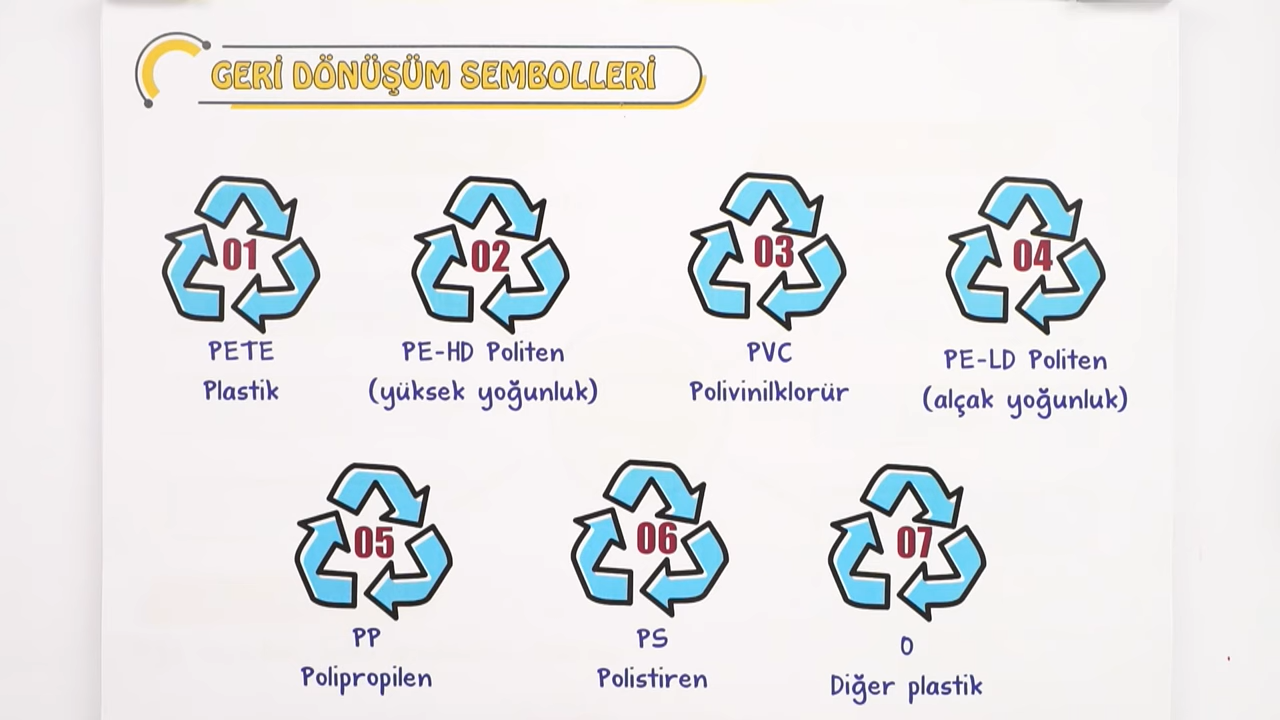 GERİ DÖNÜŞÜM SEMBOLLERİ
01
PETE
Plastik
02
PE-HD Politen
(yüksek yoğunluk)
03
PVC
Polivinilklorür
04
PE-LD Politen
(alçak yoğunluk)
05
PP
Polipropilen
06
PS
Polistiren
07
O
Diğer plastik